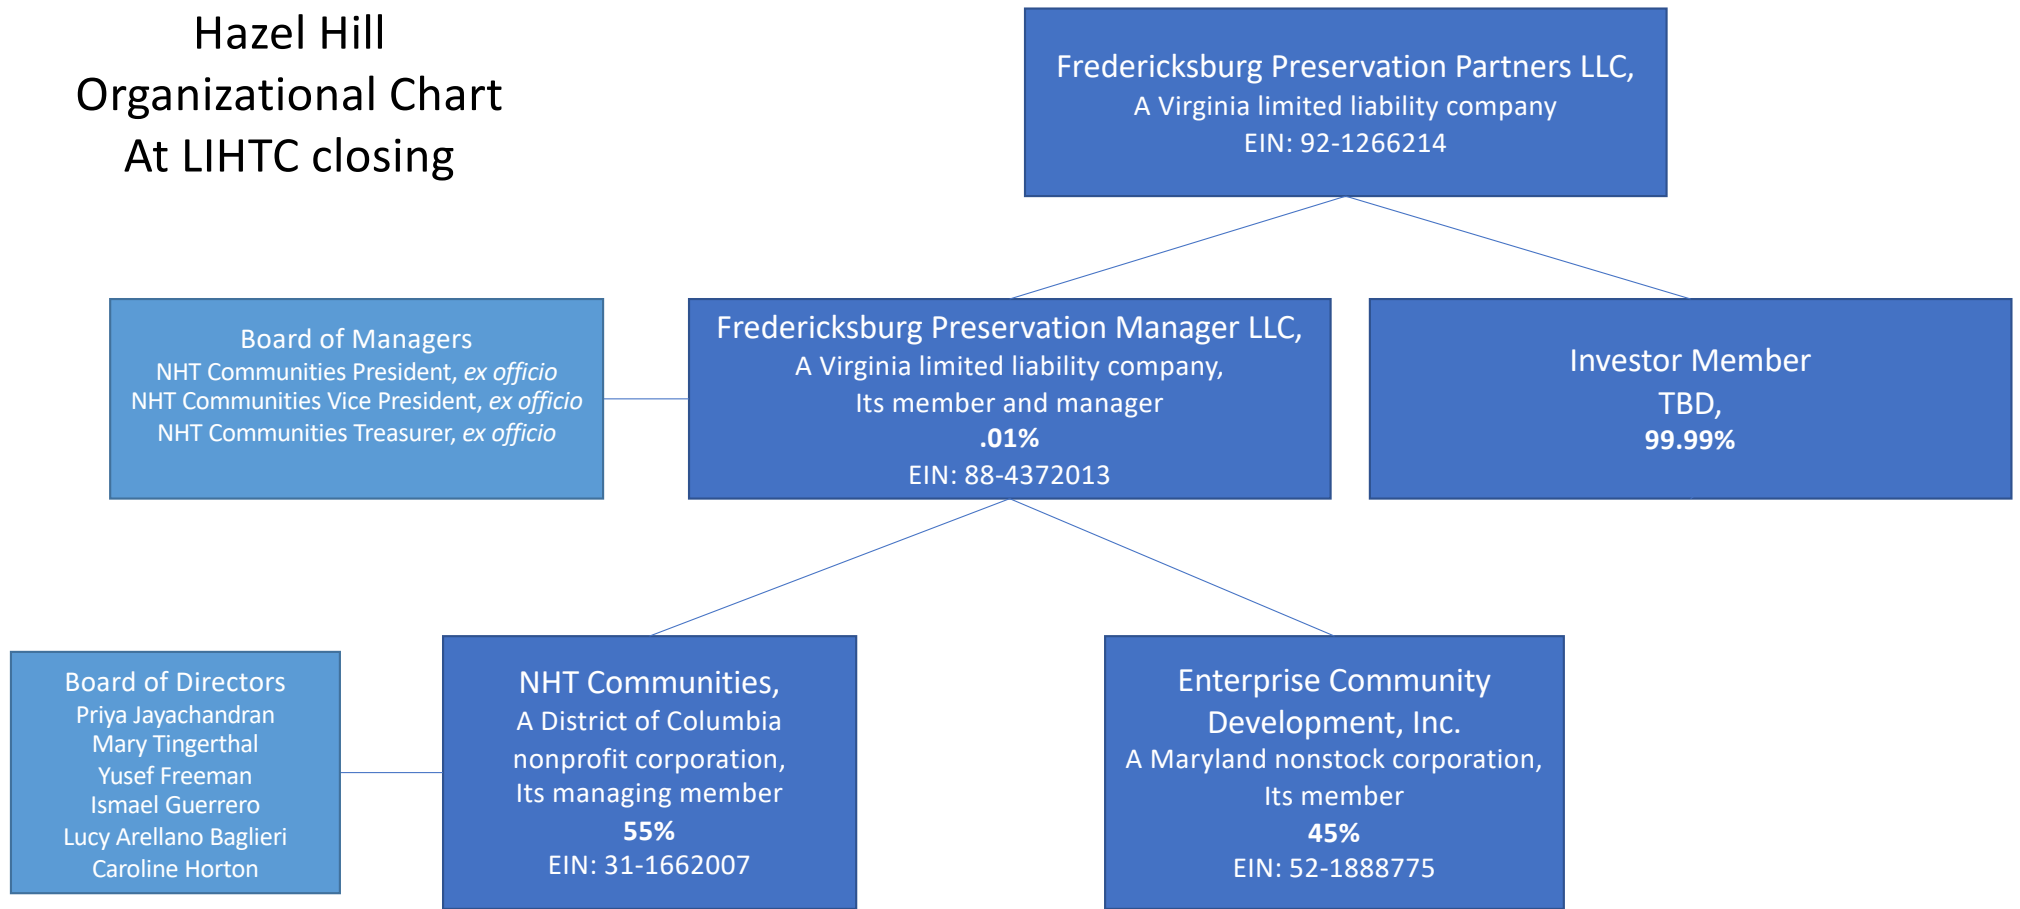 Hazel Hill
Organizational Chart
At LIHTC closing
Fredericksburg Preservation Partners LLC,
A Virginia limited liability company
EIN: 92-1266214
Board of Managers
NHT Communities President, ex officio
NHT Communities Vice President, ex officio
NHT Communities Treasurer, ex officio
Fredericksburg Preservation Manager LLC,
A Virginia limited liability company,
Its member and manager
.01%
EIN: 88-4372013
Investor Member
TBD,
99.99%
Board of Directors
Priya Jayachandran
Mary Tingerthal
Yusef Freeman
Ismael Guerrero
Lucy Arellano Baglieri
Caroline Horton
NHT Communities,
A District of Columbia
nonprofit corporation,
Its managing member
55%
EIN: 31-1662007
Enterprise Community
Development, Inc.
A Maryland nonstock corporation,
Its member
45%
EIN: 52-1888775